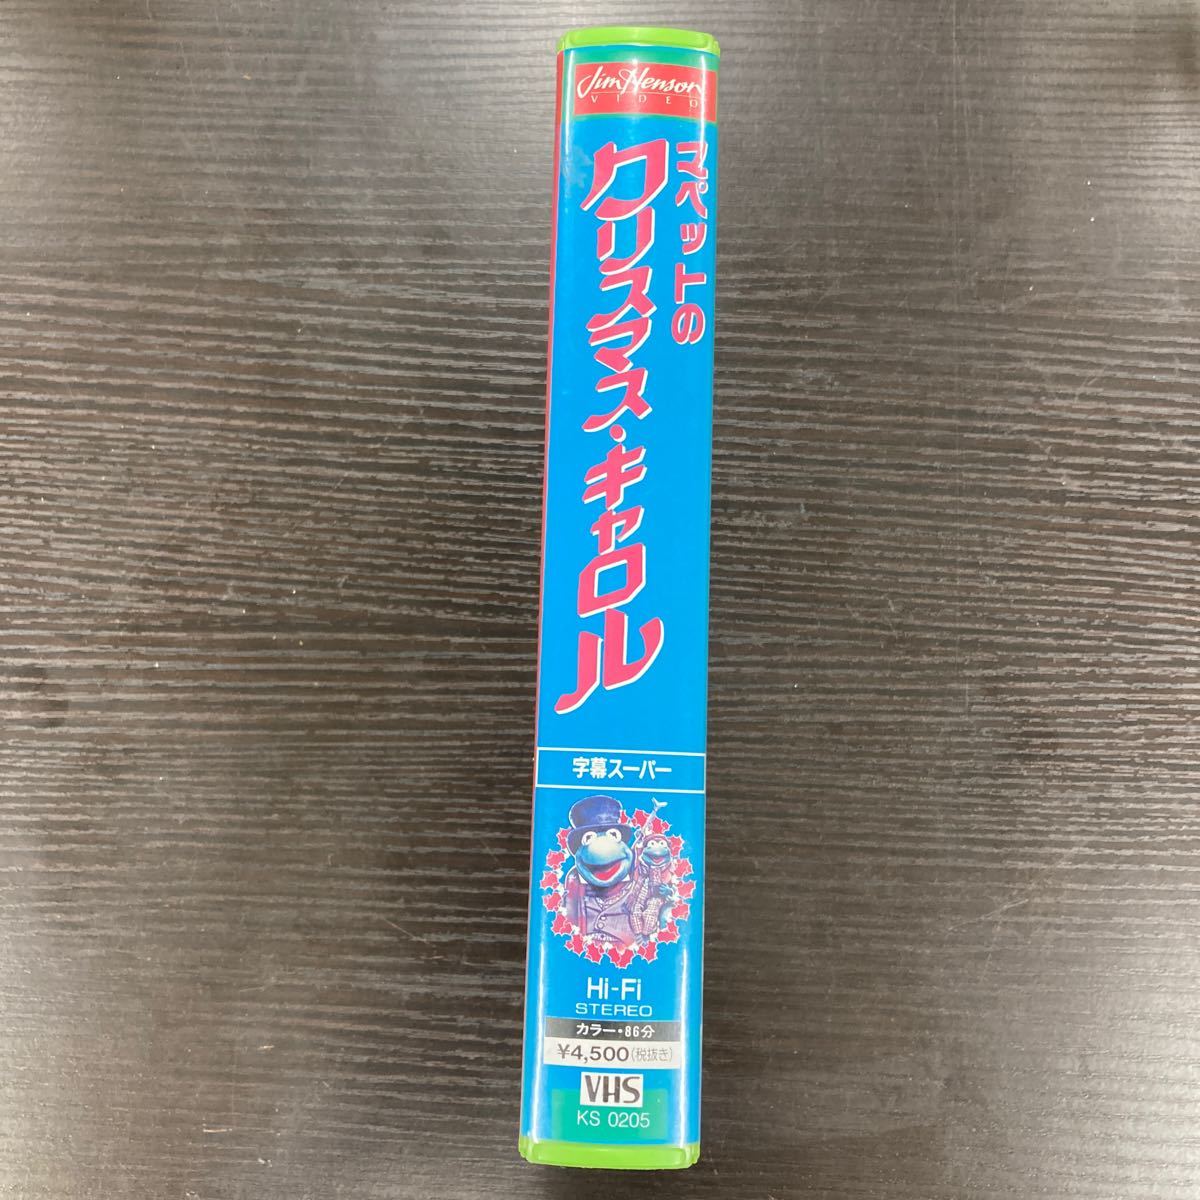 Jim Henson
VIDEO
マペットの
クリスマス・キャロル
字幕スーパー
Hi-Fi
STEREO
カラー・86分
¥4,500(税抜き)
VHS
KS 0205